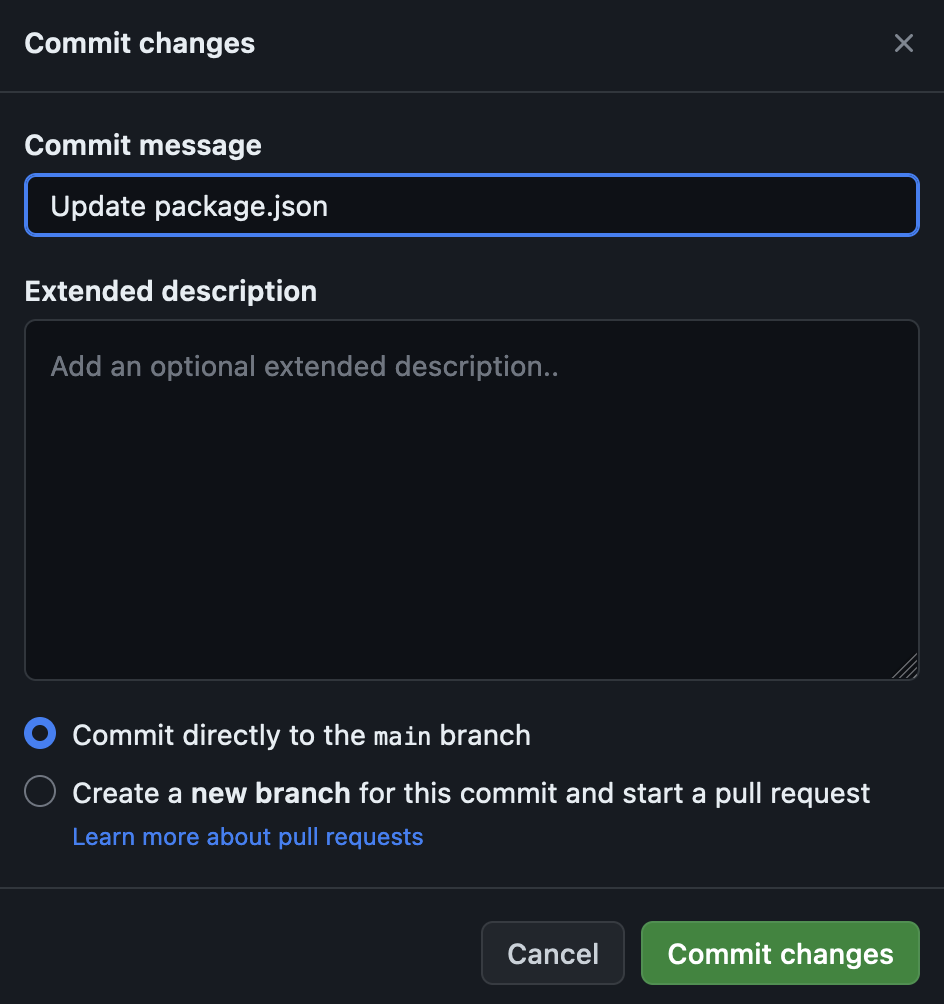 Commit changes
Commit message
Update package.json
Extended description
Add an optional extended description..
Commit directly to the main branch
Create a new branch for this commit and start a pull request
Learn more about pull requests
Cancel
Commit changes